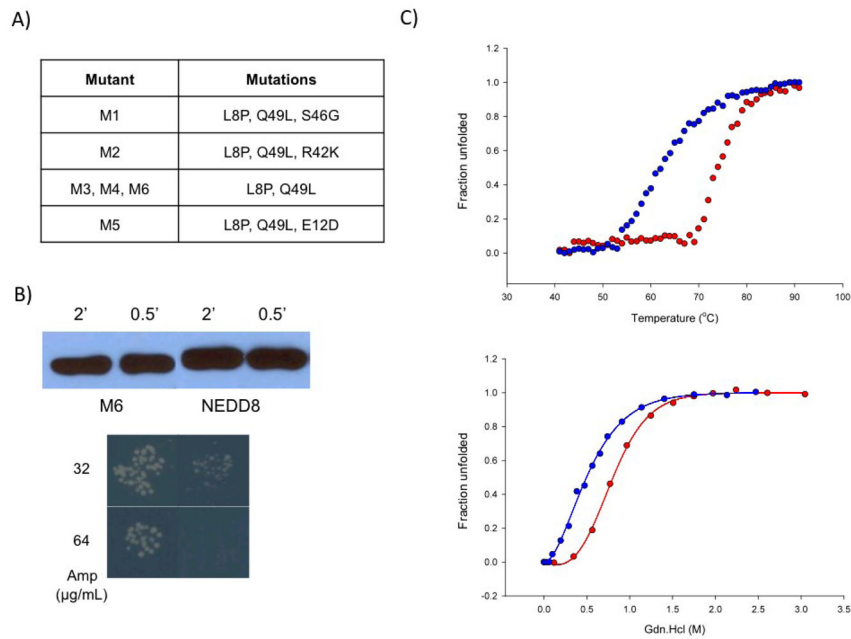 A)
Mutant Mutations
M1 L8P, Q49L, S46G
M2 L8P, Q49L, R42K
M3, M4, M6 L8P, Q49L
M5 L8P, Q49L, E12D
B)
2’ 0.5’ 2’ 0.5’
M6 NEDD8
32
64
Amp
(µg/mL)
C)
1.2
1.0
0.8
0.6
0.4
0.2
0.0
Fraction unfolded
30 40 50 60 70 80 90 100
Temperature (°C)
1.2
1.0
0.8
0.6
0.4
0.2
0.0
-0.2
Fraction unfolded
0.0 0.5 1.0 1.5 2.0 2.5 3.0 3.5
Gdn.Hcl (M)